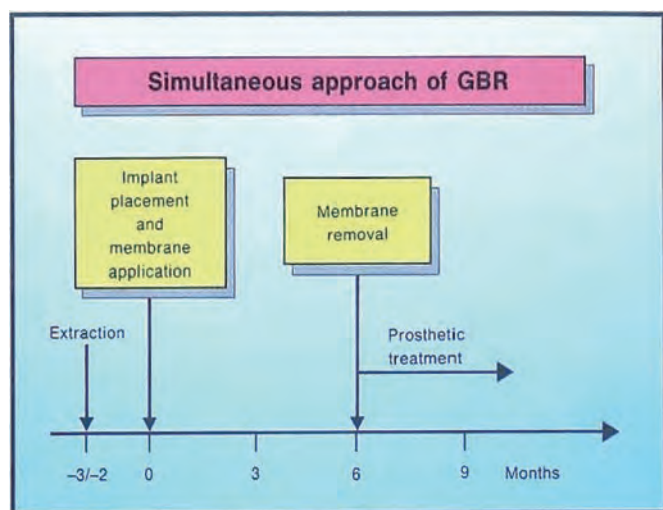 Simultaneous approach of GBR
Implant
placement
and
membrane
application
Membrane
removal
Extraction
Prosthetic
treatment
–3/–2 0 3 6 9 Months